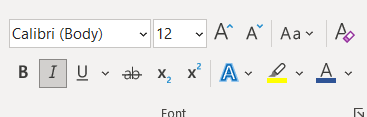 Calibri (Body) 12 A A Aa A
B I U ab x2 x2 A A
Font